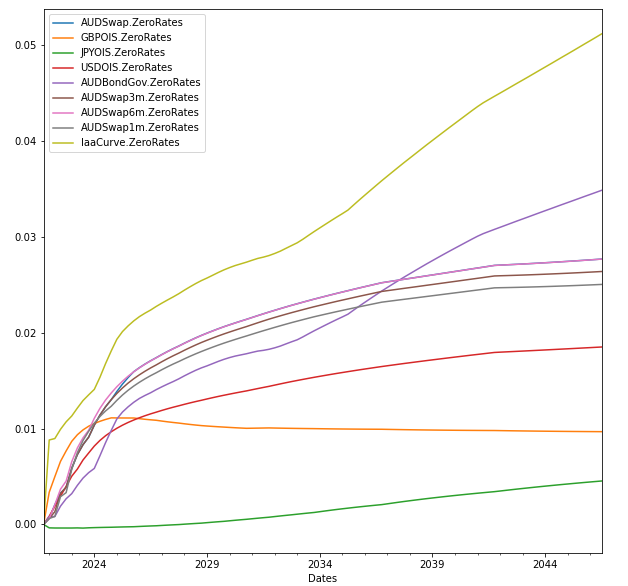 0.05
0.04
0.03
0.02
0.01
0.00
AUDSwap.ZeroRates
GBPOIS.ZeroRates
JPYOIS.ZeroRates
USDOIS.ZeroRates
AUDBondGov.ZeroRates
AUDSwap3m.ZeroRates
AUDSwap6m.ZeroRates
AUDSwap1m.ZeroRates
IaaCurve.ZeroRates
2024 2029 2034 2039 2044
Dates